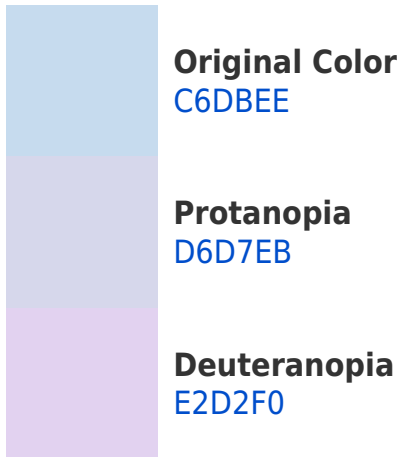 Original Color
C6DBEE
Protanopia
D6D7EB
Deuteranopia
E2D2F0